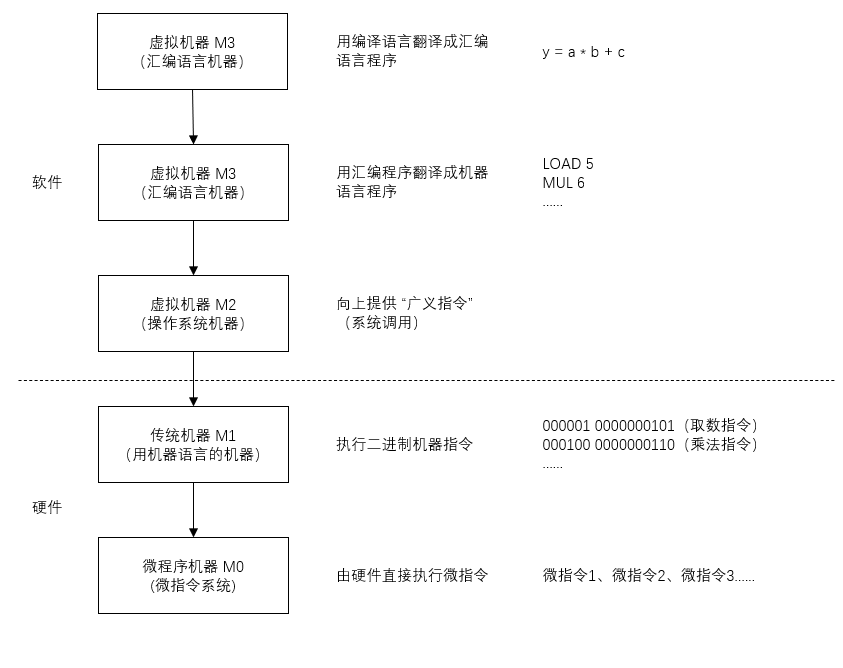 虚拟机器 M3
（汇编语言机器）
用编译语言翻译成汇编
语言程序
y = a * b + c
软件
虚拟机器 M3
（汇编语言机器）
用汇编程序翻译成机器
语言程序
LOAD 5
MUL 6
......
虚拟机器 M2
（操作系统机器）
向上提供 “广义指令”
（系统调用）
传统机器 M1
（用机器语言的机器）
执行二进制机器指令
000001 0000000101（取数指令）
000100 0000000110（乘法指令）
......
硬件
微程序机器 M0
(微指令系统)
由硬件直接执行微指令
微指令1、微指令2、微指令3......